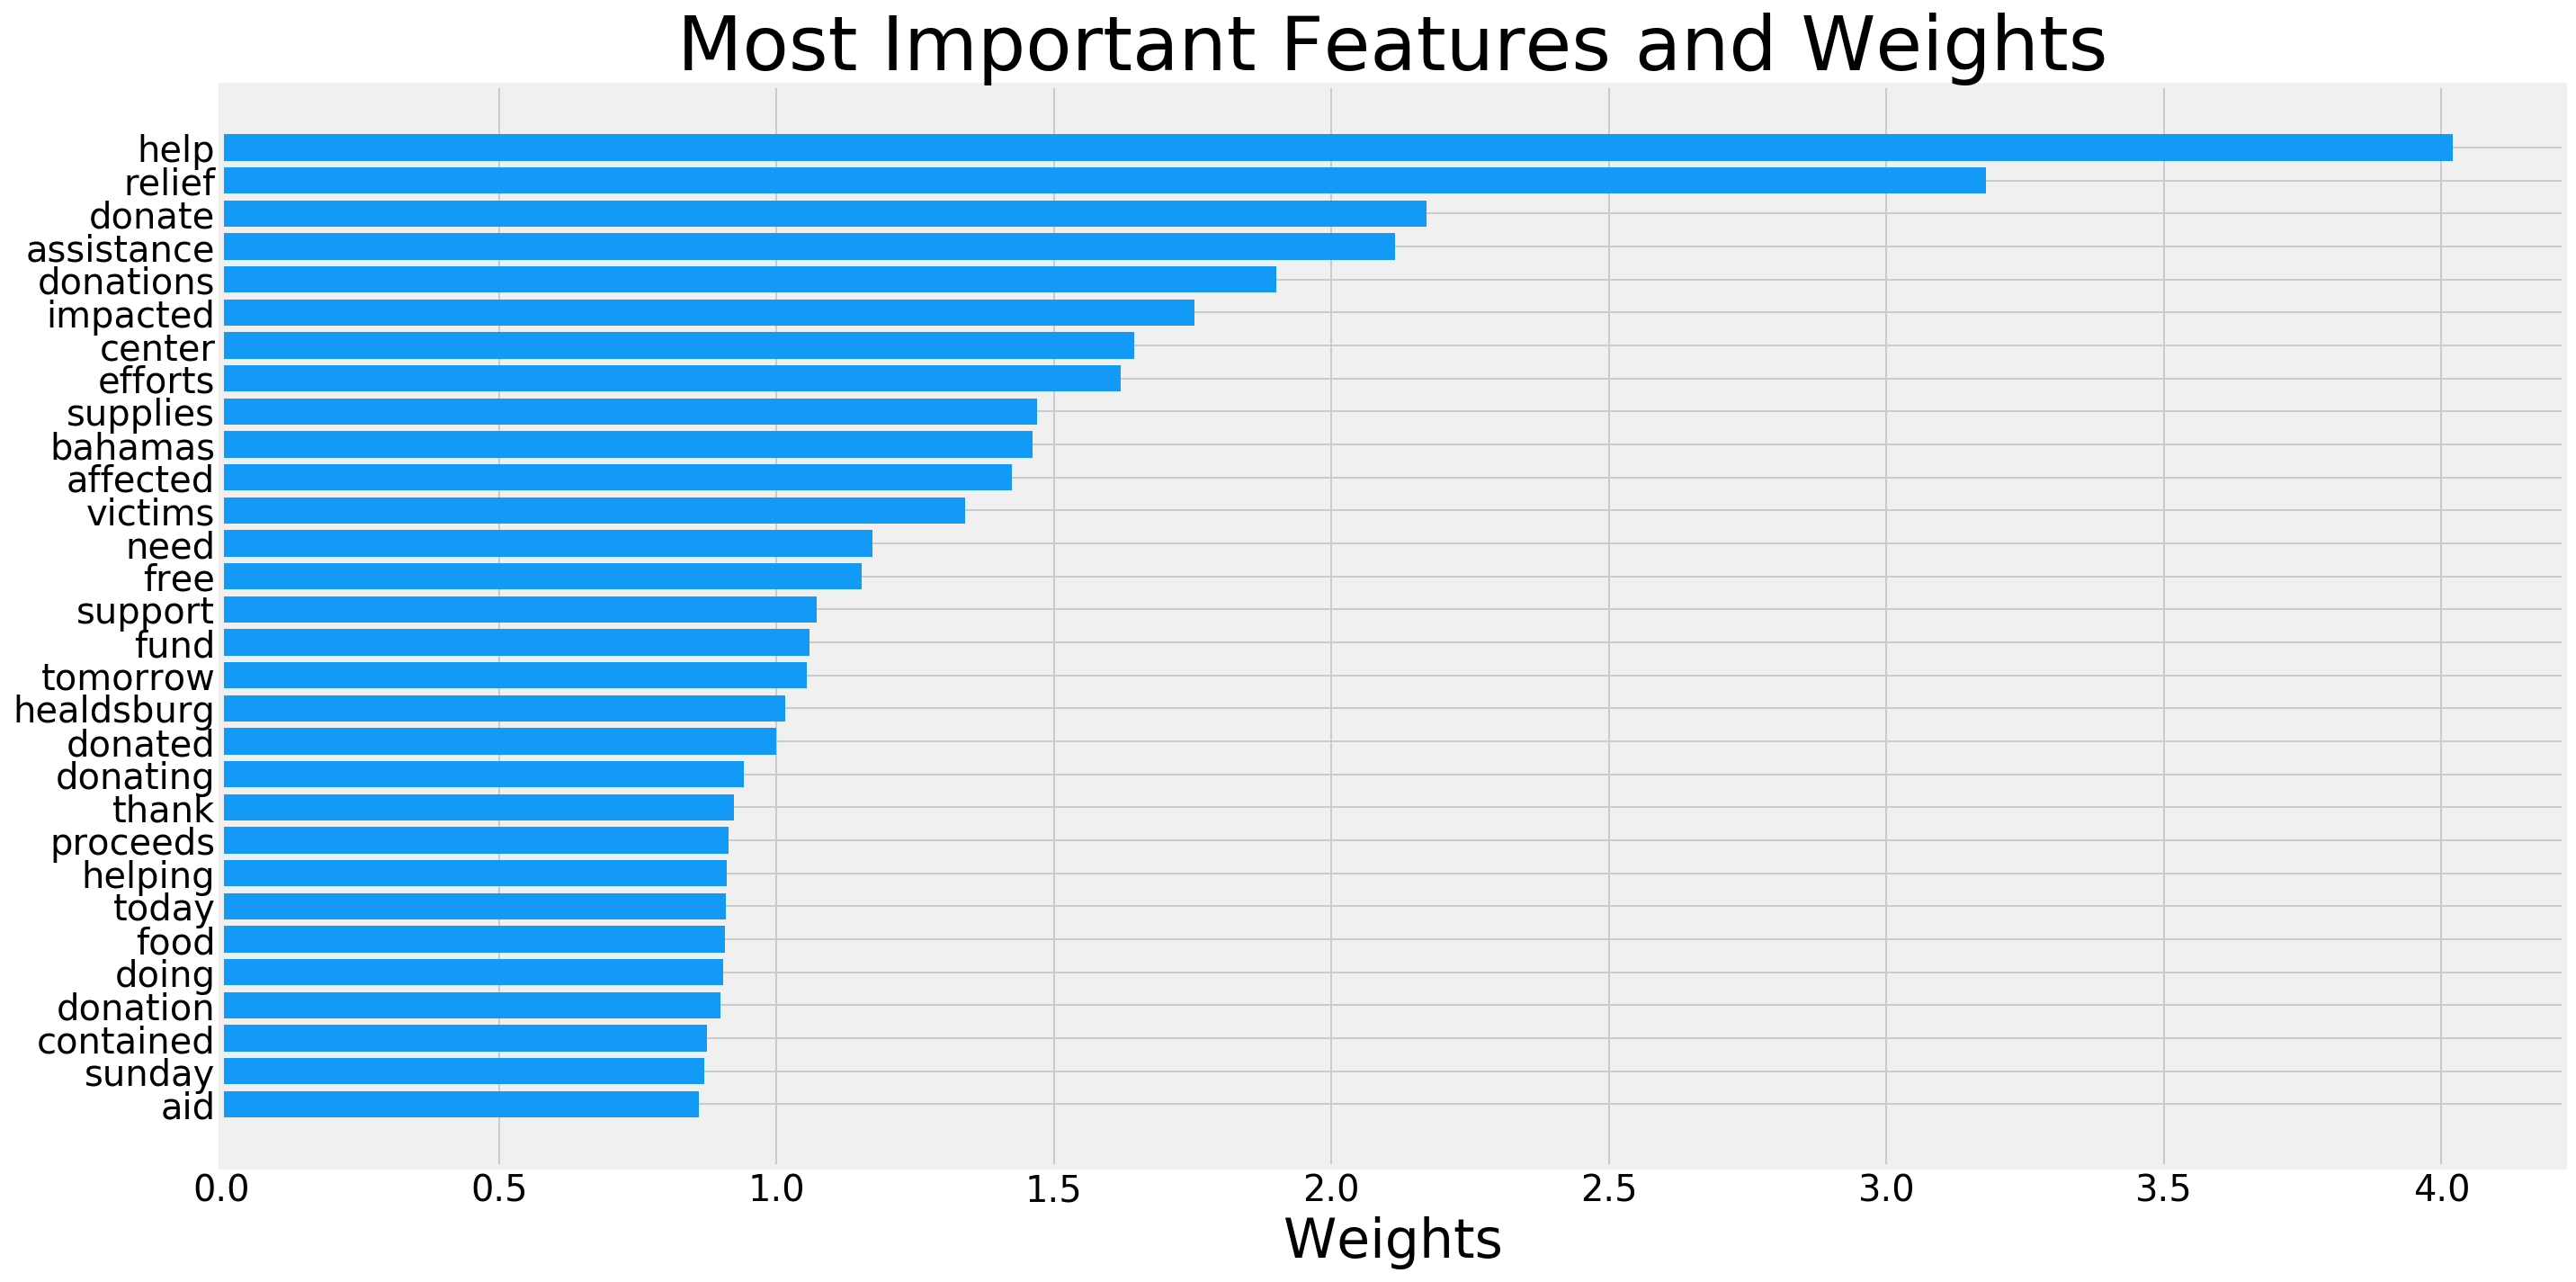 Most Important Features and Weights
help
relief
donate
assistance
donations
impacted
center
efforts
supplies
bahamas
affected
victims
need
free
support
fund
tomorrow
healdsburg
donated
donating
thank
proceeds
helping
today
food
doing
donation
contained
sunday
aid
0.0 0.5 1.0 1.5 2.0 2.5 3.0 3.5 4.0
Weights